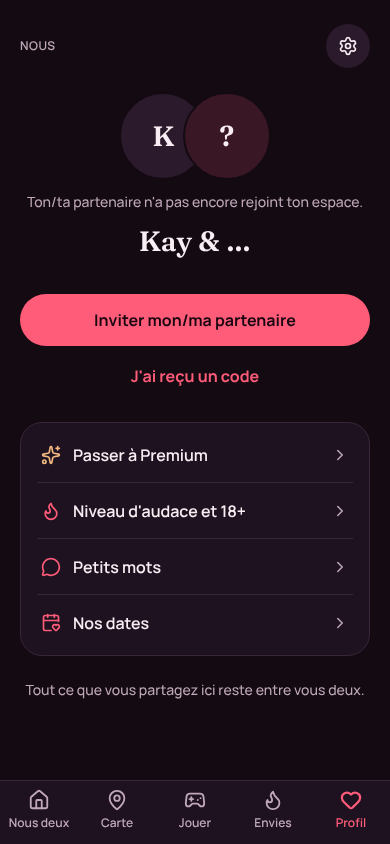 NOUS
K
?
Ton/ta partenaire n'a pas encore rejoint ton espace.
Kay & ...
Inviter mon/ma partenaire
J'ai reçu un code
Passer à Premium
Niveau d'audace et 18+
Petits mots
Nos dates
Tout ce que vous partagez ici reste entre vous deux.
Nous deux
Carte
Jouer
Envies
Profil